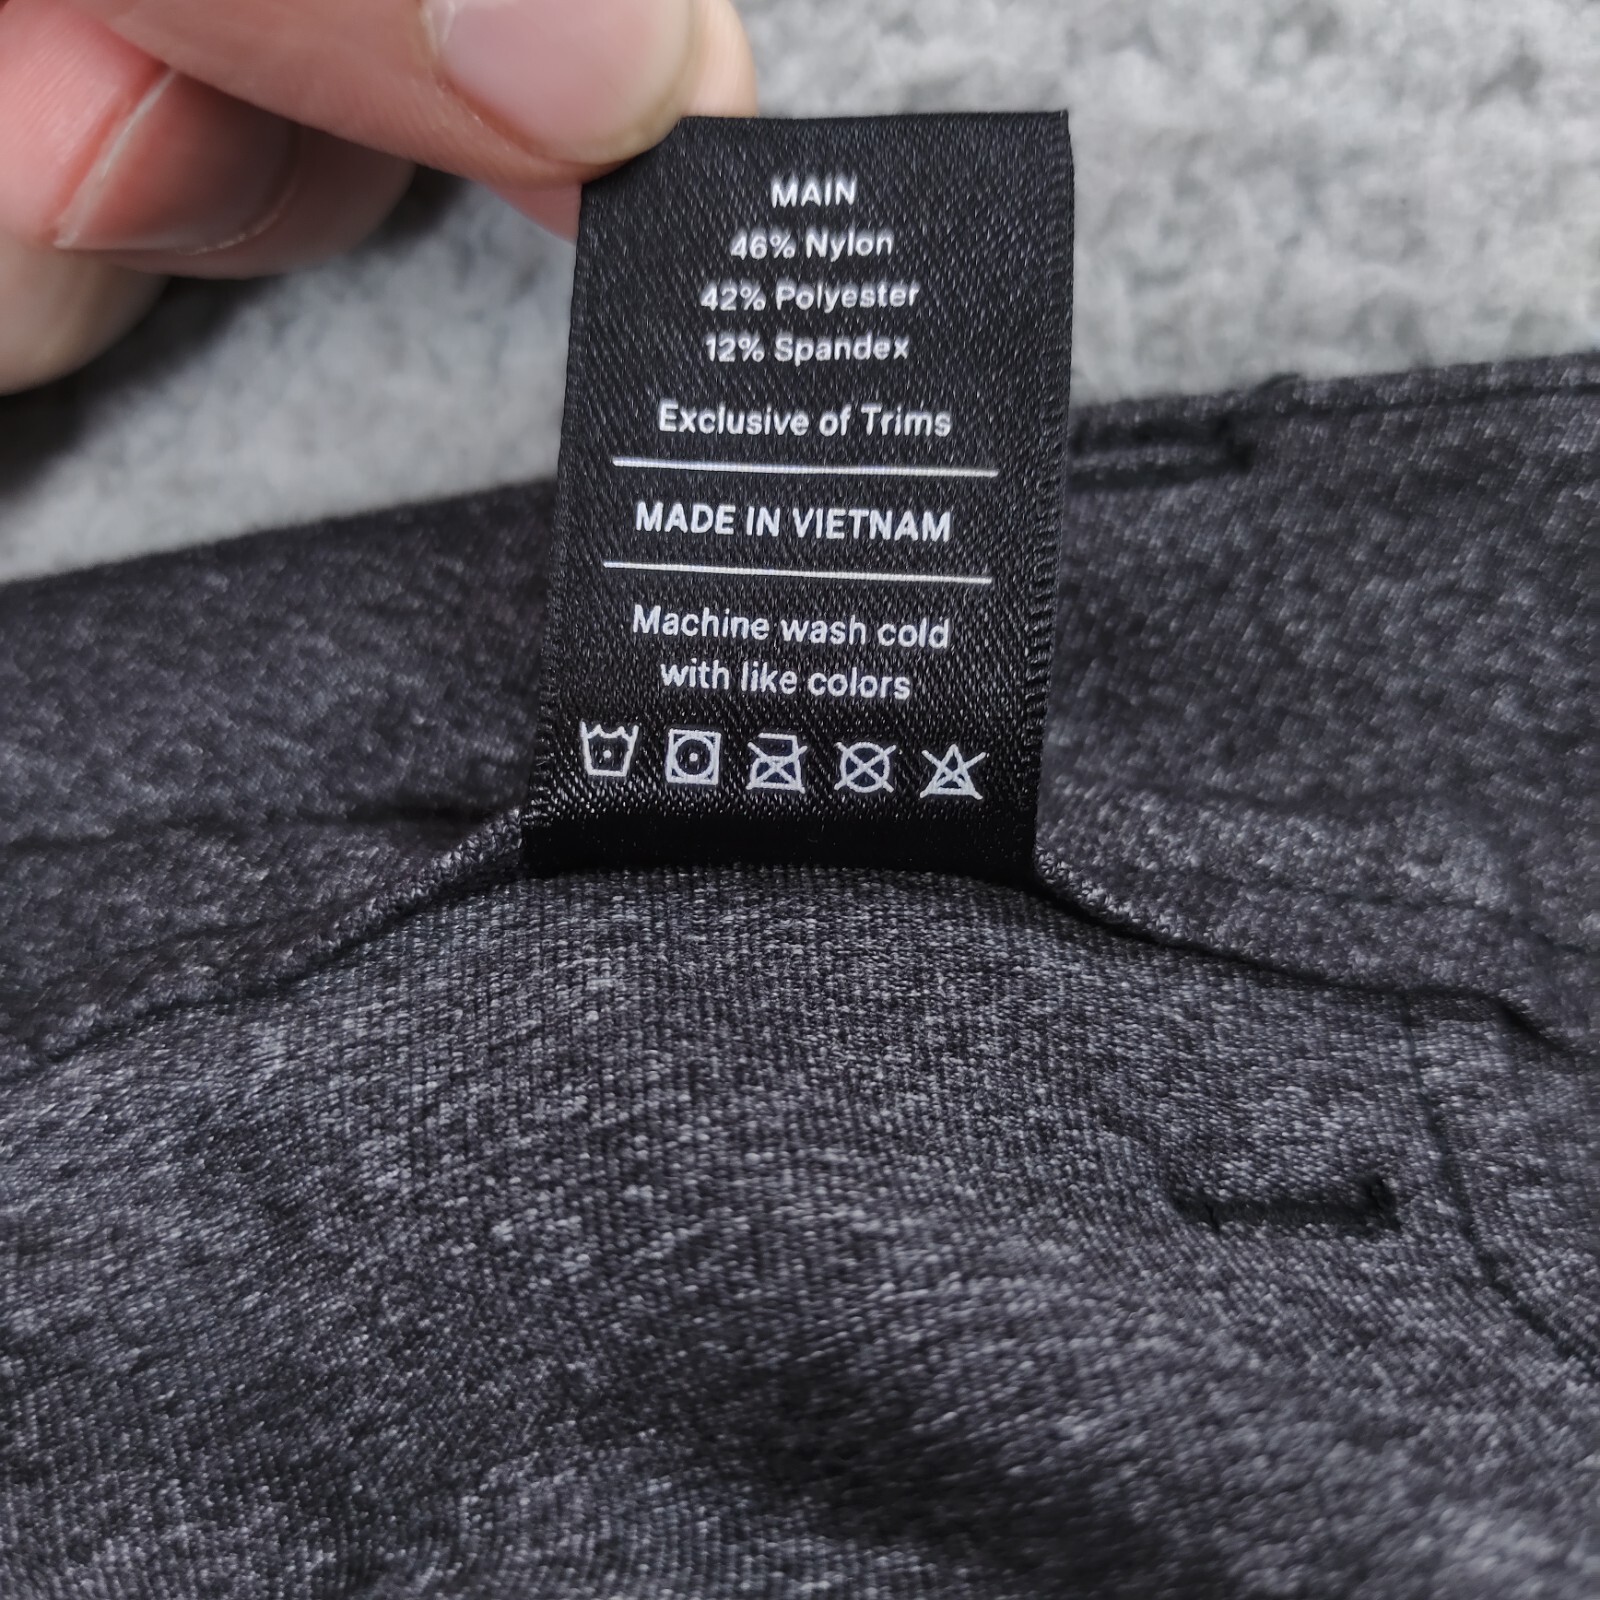 MAIN
46% Nylon
42% Polyester
12% Spandex
Exclusive of Trims
MADE IN VIETNAM
Machine wash cold
with like colors